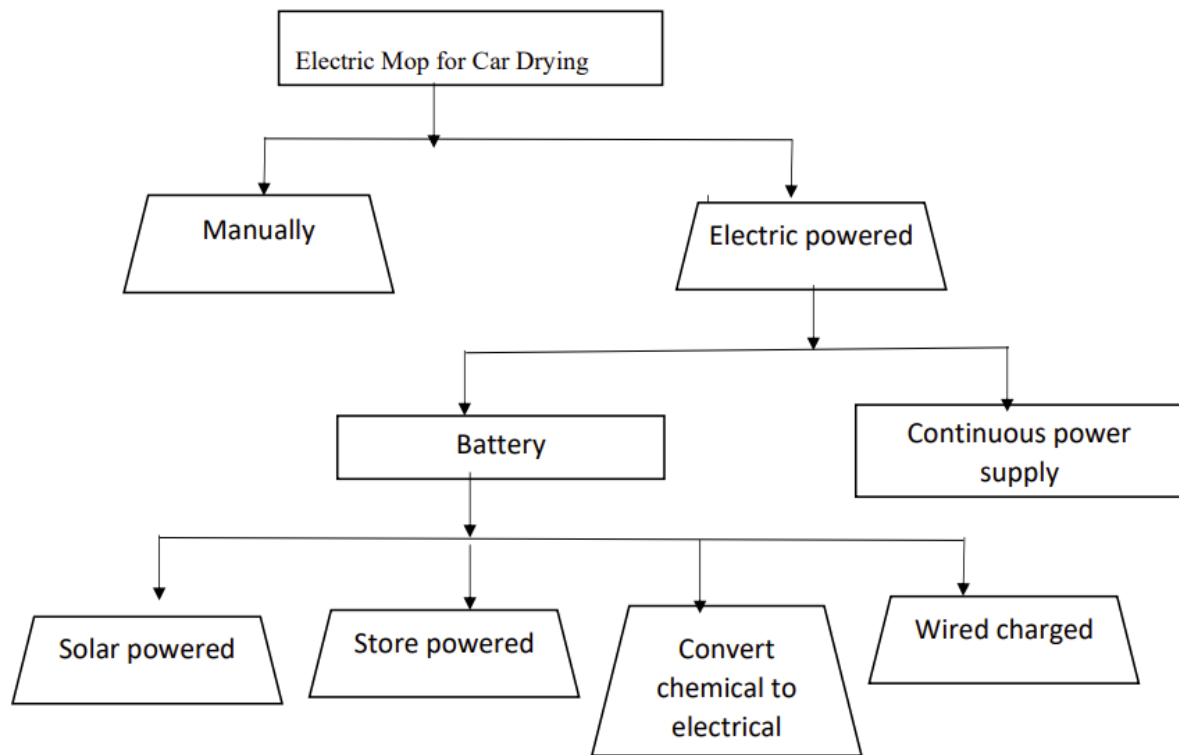 Electric Mop for Car Drying
Manually
Electric powered
Battery
Continuous power
supply
Solar powered
Store powered
Convert
chemical to
electrical
Wired charged